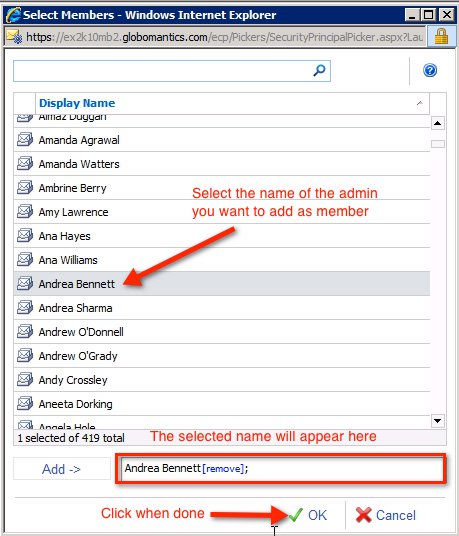 Select Members - Windows Internet Explorer
https://ex2k10mb2.globomantics.com/ecp/Pickers/SecurityPrincipalPicker.aspx?Lau
Display Name
Almaz Duggan
Amanda Agrawal
Amanda Watters
Ambrine Berry
Amy Lawrence
Ana Hayes
Ana Williams
Andrea Bennett
Andrea Sharma
Andrew O'Donnell
Andrew O'Grady
Andy Crossley
Aneeta Dorking
Angela Hole
Select the name of the admin
you want to add as member
1 selected of 419 total
The selected name will appear here
Add ->
Andrea Bennett[remove];
Click when done
OK
Cancel